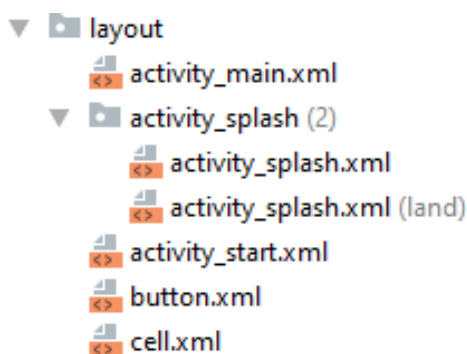 layout
activity_main.xml
activity_splash (2)
activity_splash.xml
activity_splash.xml (land)
activity_start.xml
button.xml
cell.xml